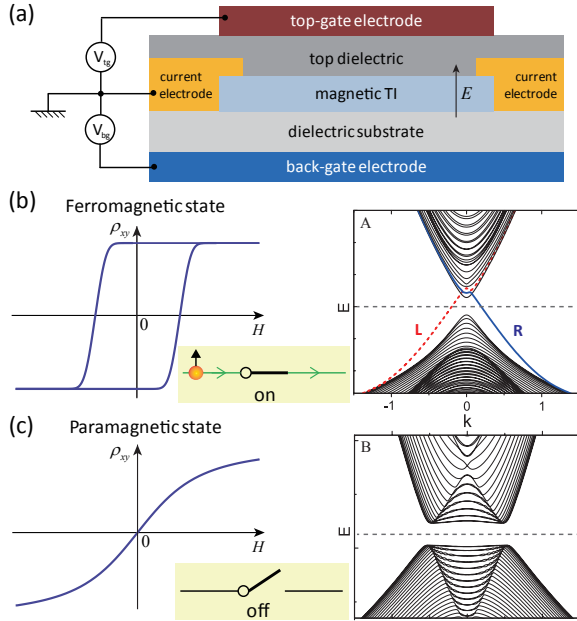 (a)
top-gate electrode
V_tg
top dielectric
current
electrode
magnetic TI
E
current
electrode
V_bg
dielectric substrate
back-gate electrode
(b)
Ferromagnetic state
ρ_xy
0
H
on
A
E
L
R
-1
0
1
k
(c)
Paramagnetic state
ρ_xy
0
H
off
B
E